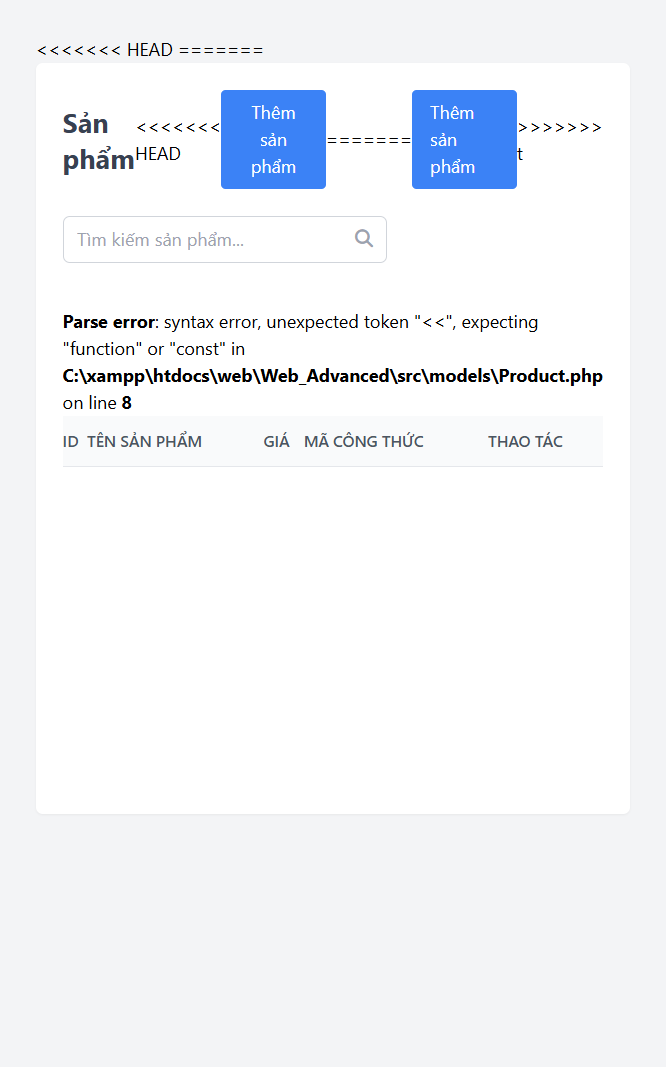 <<<<<<< HEAD =======
Sản
phẩm
<<<<<<<
HEAD
Thêm
sản
phẩm
=======
Thêm
sản
phẩm
>>>>>>>
t
Tìm kiếm sản phẩm...
Parse error: syntax error, unexpected token "<<", expecting
"function" or "const" in
C:\xampp\htdocs\web\Web_Advanced\src\models\Product.php
on line 8
ID TÊN SẢN PHẨM GIÁ MÃ CÔNG THỨC THAO TÁC